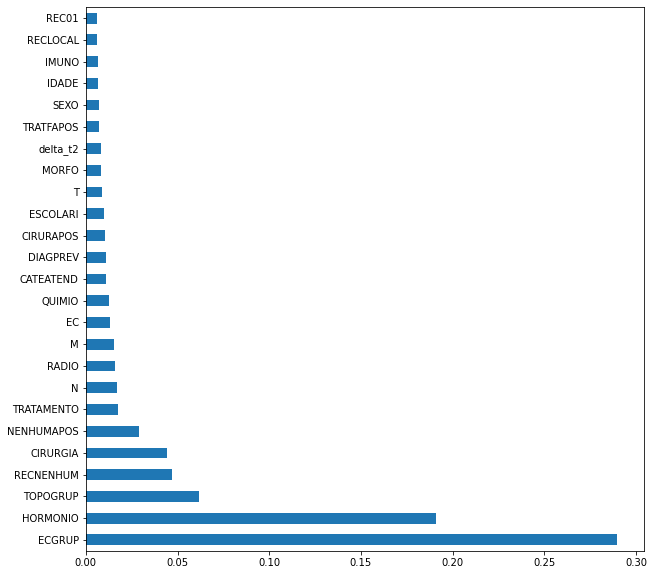 REC01
RECLOCAL
IMUNO
IDADE
SEXO
TRATFAPOS
delta_t2
MORFO
T
ESCOLARI
CIRURAPOS
DIAGPREV
CATEATEND
QUIMIO
EC
M
RADIO
N
TRATAMENTO
NENHUMAPOS
CIRURGIA
RECNENHUM
TOPOGRUP
HORMONIO
ECGRUP
0.00 0.05 0.10 0.15 0.20 0.25 0.30